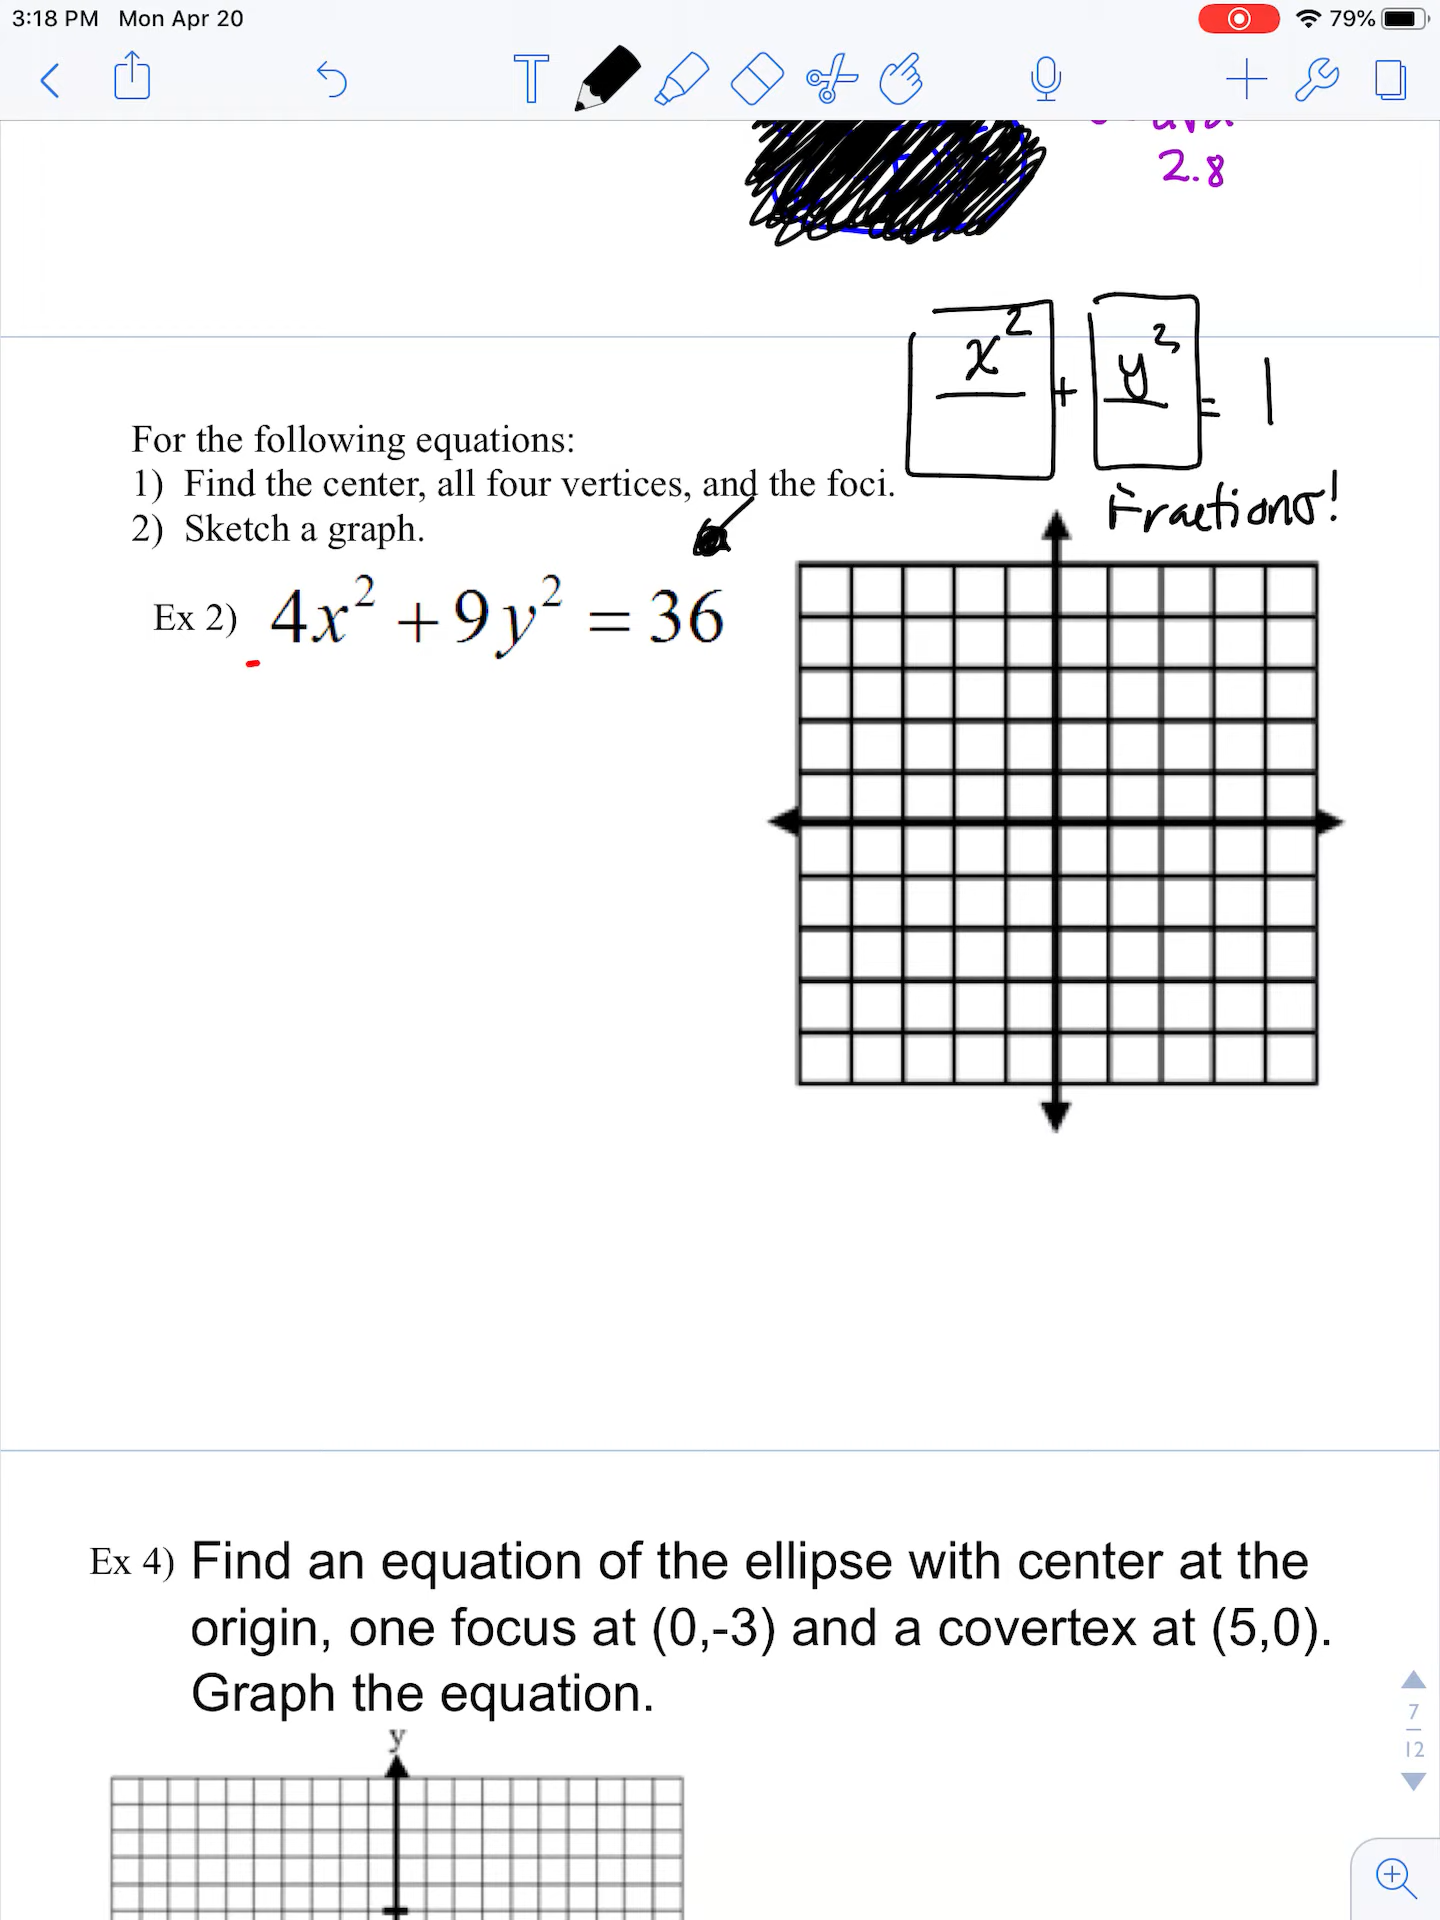 3:18 PM Mon Apr 20 79%
T
2.8
x² + y² = 1
Fractions!
For the following equations:
1) Find the center, all four vertices, and the foci.
2) Sketch a graph.
Ex 2) 4x² + 9y² = 36
Ex 4) Find an equation of the ellipse with center at the
origin, one focus at (0,-3) and a covertex at (5,0).
Graph the equation.
y
7
12